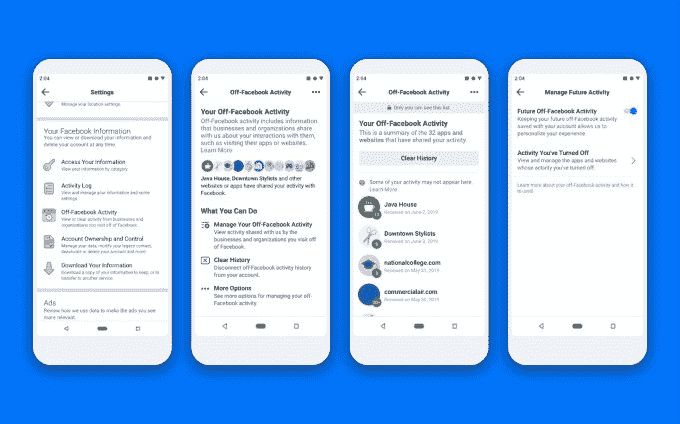 2:04
Settings
Manage your location settings
Your Facebook Information
You can view or download your information and
delete your account at any time.
Access Your Information
View your information by category
Activity Log
View and manage your information and some
settings
Off-Facebook Activity
View or clear activity from businesses and
organizations you visit off of Facebook
Account Ownership and Control
Manage your data, modify your legacy contact,
deactivate or delete your account and more
Download Your Information
Download a copy of your information to keep, or to
transfer to another service.
Ads
Review how we use data to make the ads you see
more relevant.
2:04
Off-Facebook Activity
Your Off-Facebook Activity
Off-Facebook activity includes information
that businesses and organizations share
with us about your interactions with them,
such as visiting their apps or websites.
Learn More
Java House, Downtown Stylists and other
websites or apps have shared your activity with
Facebook.
What You Can Do
Manage Your Off-Facebook Activity
View activity shared with us by the
businesses and organizations you visit off
of Facebook.
Clear History
Disconnect off-Facebook activity history
from your account.
More Options
See more options for managing your off-
Facebook activity.
2:04
Off-Facebook Activity
Only you can see this list.
Your Off-Facebook Activity
This is a summary of the 32 apps and
websites that have shared your activity.
Clear History
Some of your activity may not appear here.
Learn More
Java House
Received on June 7, 2019
Downtown Stylists
Received on June 3, 2019
nationalcollege.com
commercialair.com
2:04
Manage Future Activity
Future Off-Facebook Activity
Keeping your future off-Facebook activity
saved with your account allows us to
personalize your experience.
Activity You've Turned Off
View and manage the apps and websites
whose activity you've turned off.
Learn more about your off-Facebook activity and how it is
used.